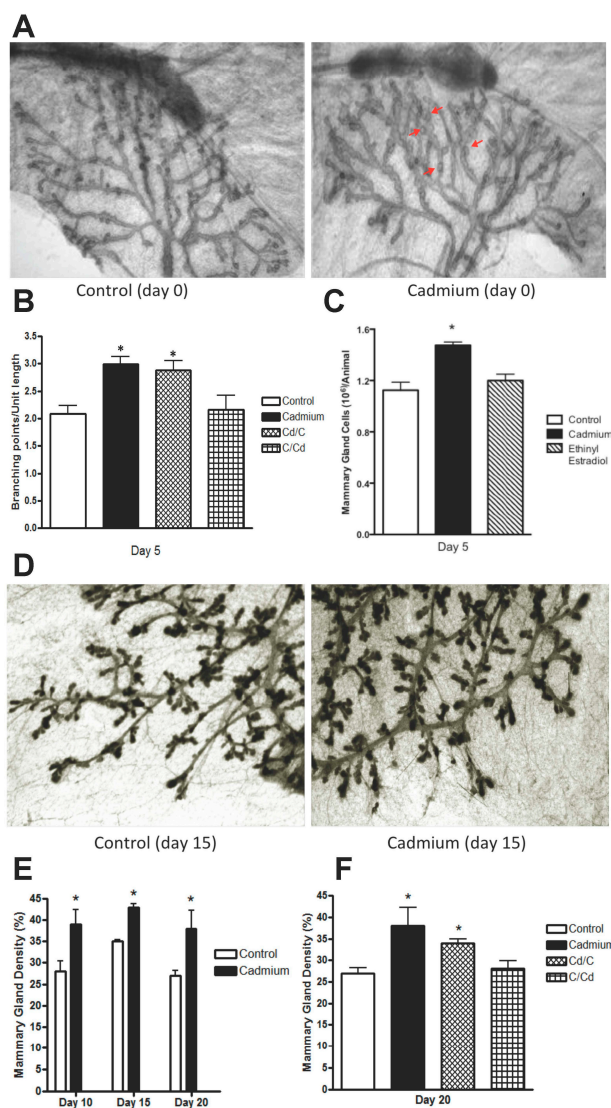 A
Control (day 0)
Cadmium (day 0)
B
Branching points/Unit length
3.5
3.0
2.5
2.0
1.5
1.0
0.5
0.0
*
*
Day 5
Control
Cadmium
Cd/C
C/Cd
C
Mammary Gland Cells (10⁶)/Animal
1.6
1.2
0.8
0.4
0.0
*
Day 5
Control
Cadmium
Ethinyl
Estradiol
D
Control (day 15)
Cadmium (day 15)
E
Mammary Gland Density (%)
45
40
35
30
25
20
15
10
5
0
*
*
*
Day 10 Day 15 Day 20
Control
Cadmium
F
Mammary Gland Density (%)
45
40
35
30
25
20
15
10
5
0
*
*
Day 20
Control
Cadmium
Cd/C
C/Cd